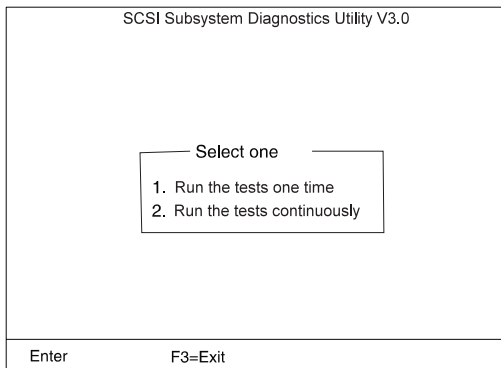 SCSI Subsystem Diagnostics Utility V3.0
Select one
1. Run the tests one time
2. Run the tests continuously
Enter F3=Exit